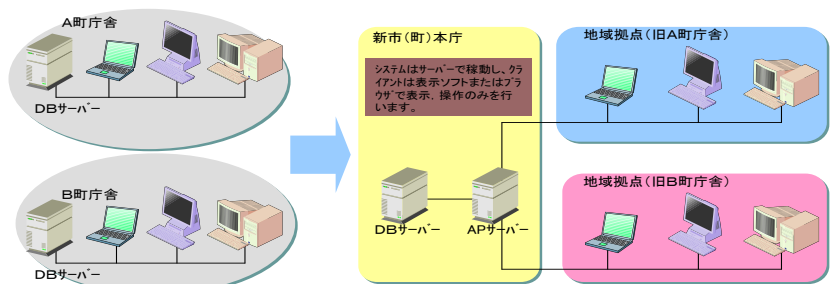 A町庁舎
DBサーバー
B町庁舎
DBサーバー
新市(町)本庁
システムはサーバーで稼動し、クラ
イアントは表示ソフトまたはブラ
ウザで表示、操作のみを行
います。
DBサーバー
APサーバー
地域拠点(旧A町庁舎)
地域拠点(旧B町庁舎)